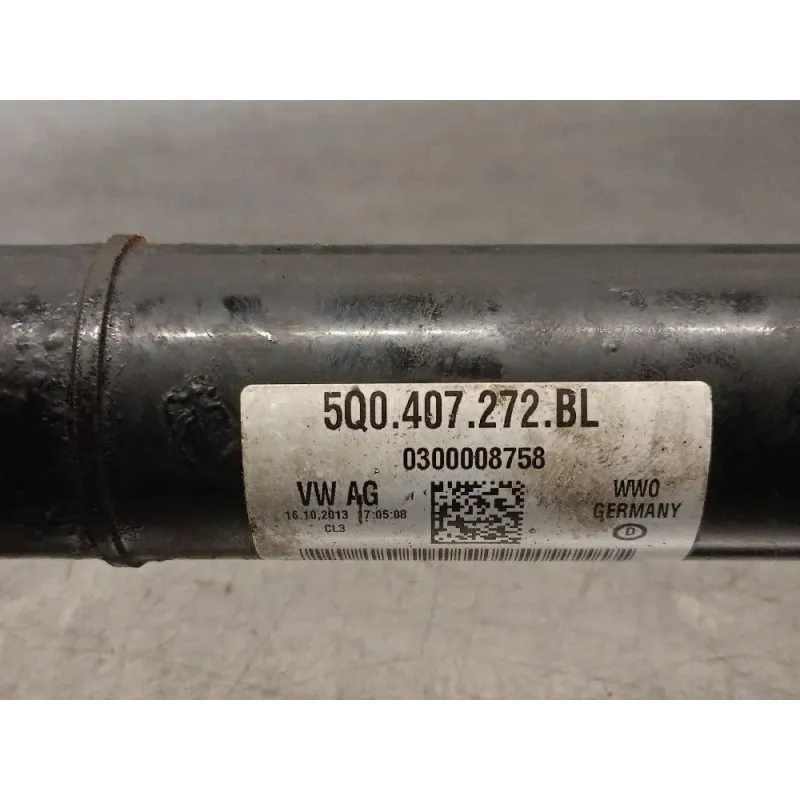 5Q0.407.272.BL
0300008758
VW AG
16.10.2013 17:05:08
CL3
WWO
GERMANY
D